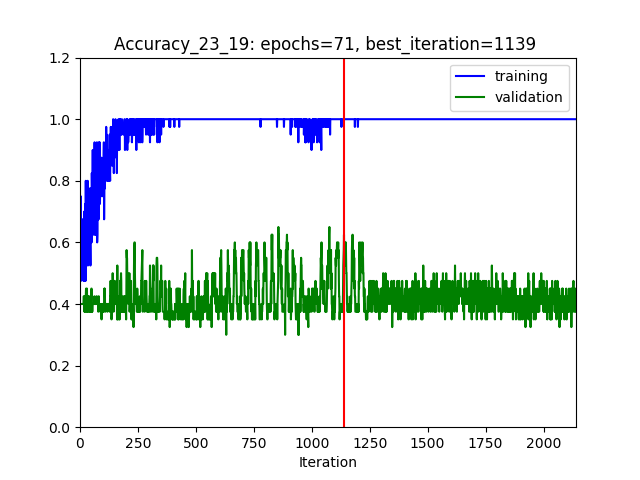 Accuracy_23_19: epochs=71, best_iteration=1139
training
validation
1.2
1.0
0.8
0.6
0.4
0.2
0.0
0 250 500 750 1000 1250 1500 1750 2000
Iteration